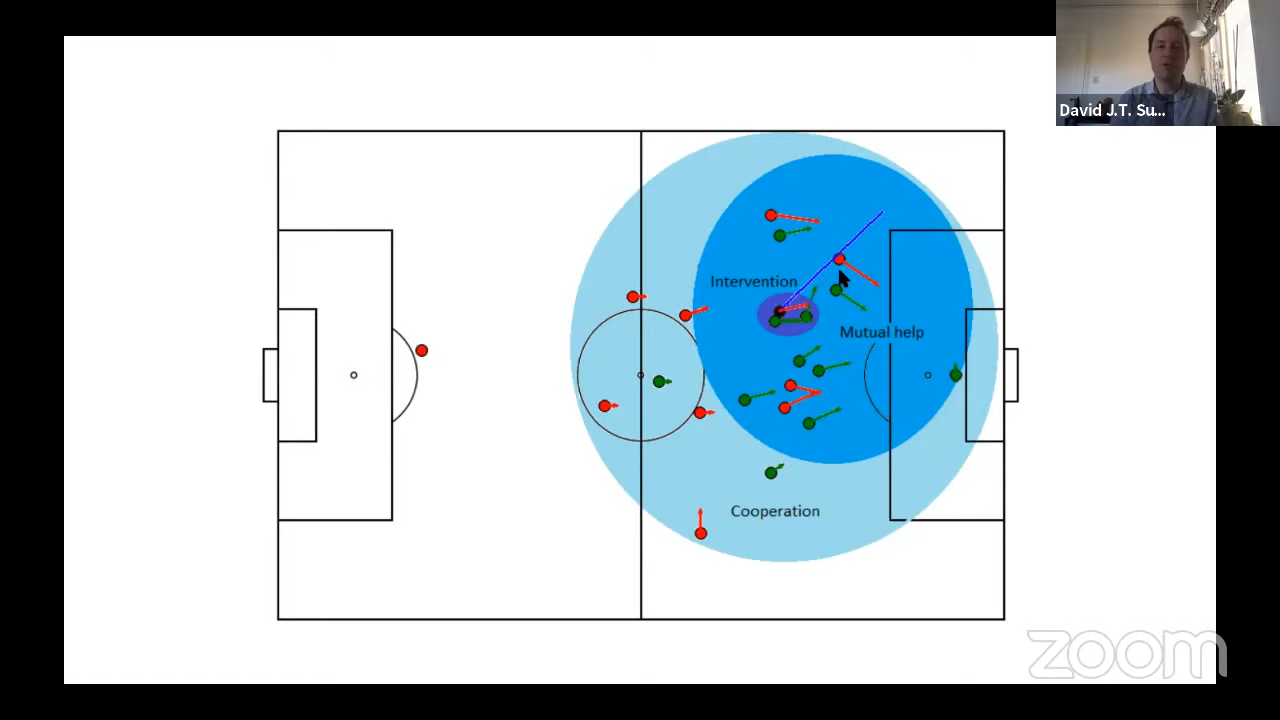 David J.T. Su...
Intervention
Mutual help
Cooperation
zoom